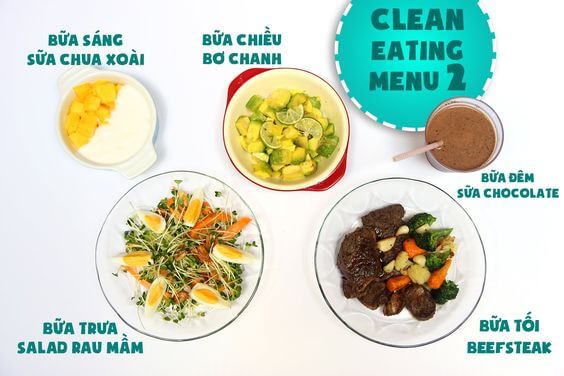 CLEAN
EATING
MENU 2
BỮA SÁNG
SỮA CHUA XOÀI
BỮA CHIỀU
BƠ CHANH
BỮA ĐÊM
SỮA CHOCOLATE
BỮA TRƯA
SALAD RAU MẦM
BỮA TỐI
BEEFSTEAK